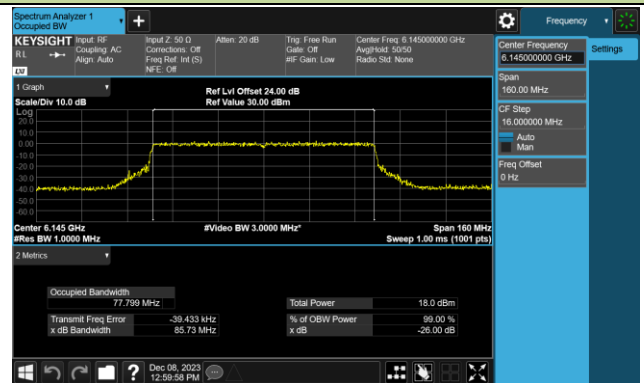 Spectrum Analyzer 1
Occupied BW
Frequency
KEYSIGHT
RL
Input: RF
Coupling: AC
Align: Auto
Input Z: 50 Ω
Corrections: Off
Freq Ref: Int (S)
NFE: Off
Atten: 20 dB
Trig: Free Run
Gate: Off
#IF Gain: Low
Center Freq: 6.145000000 GHz
Avg|Hold: 50/50
Radio Std: None
LXI
Center Frequency
6.145000000 GHz
Settings
Span
160.00 MHz
CF Step
16.000000 MHz
Auto
Man
Freq Offset
0 Hz
1 Graph
Scale/Div 10.0 dB
Ref Lvl Offset 24.00 dB
Ref Value 30.00 dBm
Log
20.0
10.0
0.00
-10.0
-20.0
-30.0
-40.0
-50.0
-60.0
Center 6.145 GHz
#Res BW 1.0000 MHz
#Video BW 3.0000 MHz*
Span 160 MHz
Sweep 1.00 ms (1001 pts)
2 Metrics
Occupied Bandwidth
77.799 MHz
Total Power 18.0 dBm
Transmit Freq Error -39.433 kHz
% of OBW Power 99.00 %
x dB Bandwidth 85.73 MHz
x dB -26.00 dB
?
Dec 08, 2023
12:59:58 PM